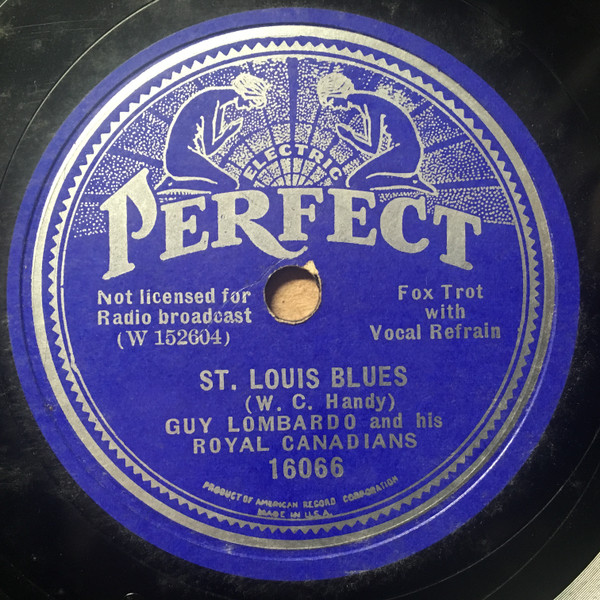 ELECTRIC
PERFECT
Not licensed for
Radio broadcast
(W 152604)
Fox Trot
with
Vocal Refrain
ST. LOUIS BLUES
(W. C. Handy)
GUY LOMBARDO and his
ROYAL CANADIANS
16066
PRODUCT OF AMERICAN RECORD CORPORATION
MADE IN U.S.A.